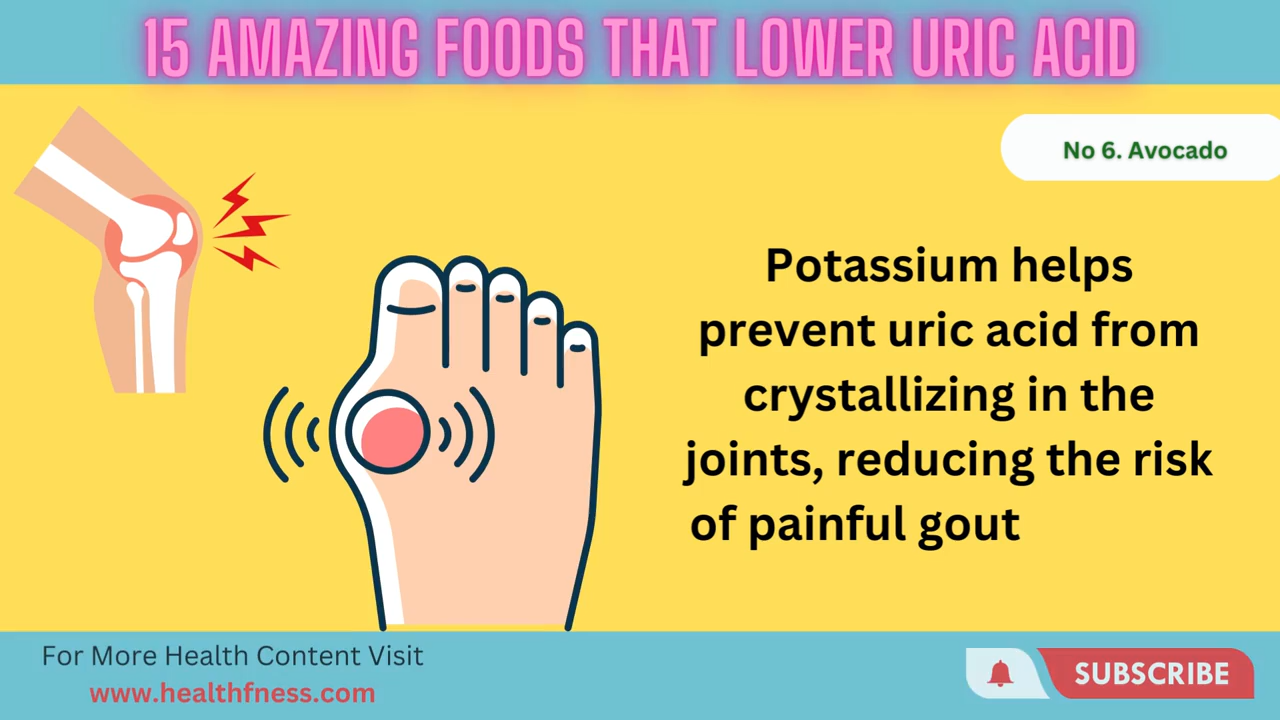 15 AMAZING FOODS THAT LOWER URIC ACID
No 6. Avocado
Potassium helps
prevent uric acid from
crystallizing in the
joints, reducing the risk
of painful gout
For More Health Content Visit
www.healthfness.com
SUBSCRIBE